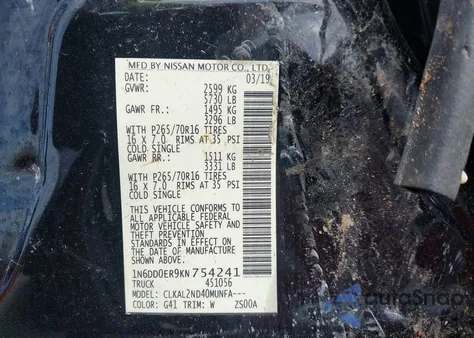 MFD BY NISSAN MOTOR CO., LTD.
DATE: 03/19
GVWR: 2599 KG
5730 LB
GAWR FR.: 1495 KG
3296 LB
WITH P265/70R16 TIRES
16 X 7.0 RIMS AT 35 PSI
COLD SINGLE
GAWR RR.: 1511 KG
3331 LB
WITH P265/70R16 TIRES
16 X 7.0 RIMS AT 35 PSI
COLD SINGLE
THIS VEHICLE CONFORMS TO
ALL APPLICABLE FEDERAL
MOTOR VEHICLE SAFETY AND
THEFT PREVENTION
STANDARDS IN EFFECT ON
THE DATE OF MANUFACTURE
SHOWN ABOVE.
1N6DD0ER9KN754241
TRUCK 451056
MODEL: CLKAL2ND40MUNFA---
COLOR: G41 TRIM: W ZS00A
AutoSnap